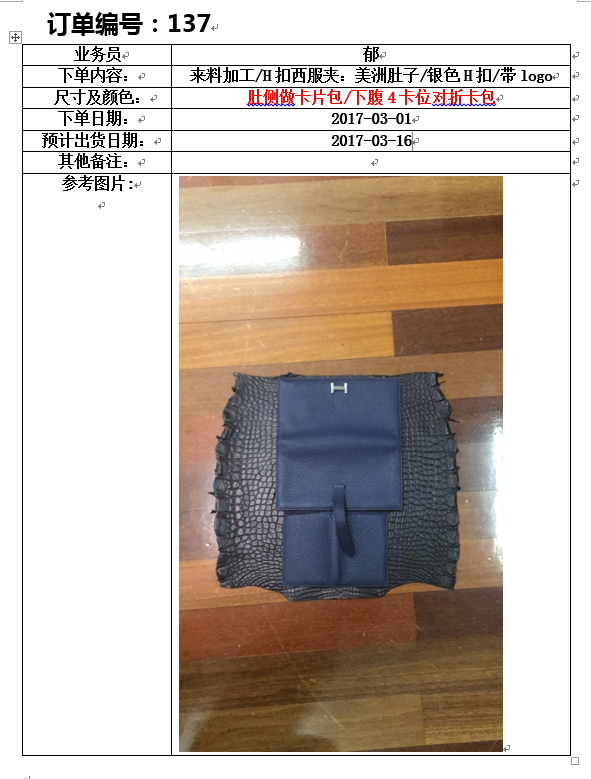 订单编号：137
业务员
郁
下单内容：
来料加工/H扣西服夹：美洲肚子/银色H扣/带logo
尺寸及颜色：
肚侧做卡片包/下腹4卡位对折卡包
下单日期：
2017-03-01
预计出货日期：
2017-03-16
其他备注：
参考图片: